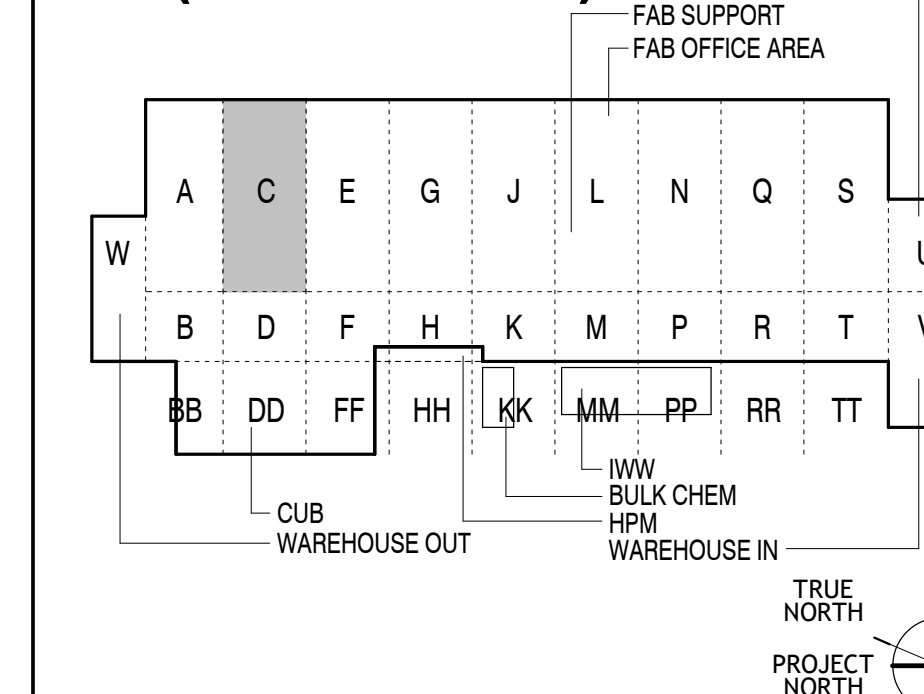 FAB SUPPORT
FAB OFFICE AREA
A C E G J L N Q S
W
B D F H K M P R T
BB DD FF HH KK MM PP RR TT
IWW
BULK CHEM
CUB
HPM
WAREHOUSE OUT
WAREHOUSE IN
TRUE
NORTH
PROJECT
NORTH